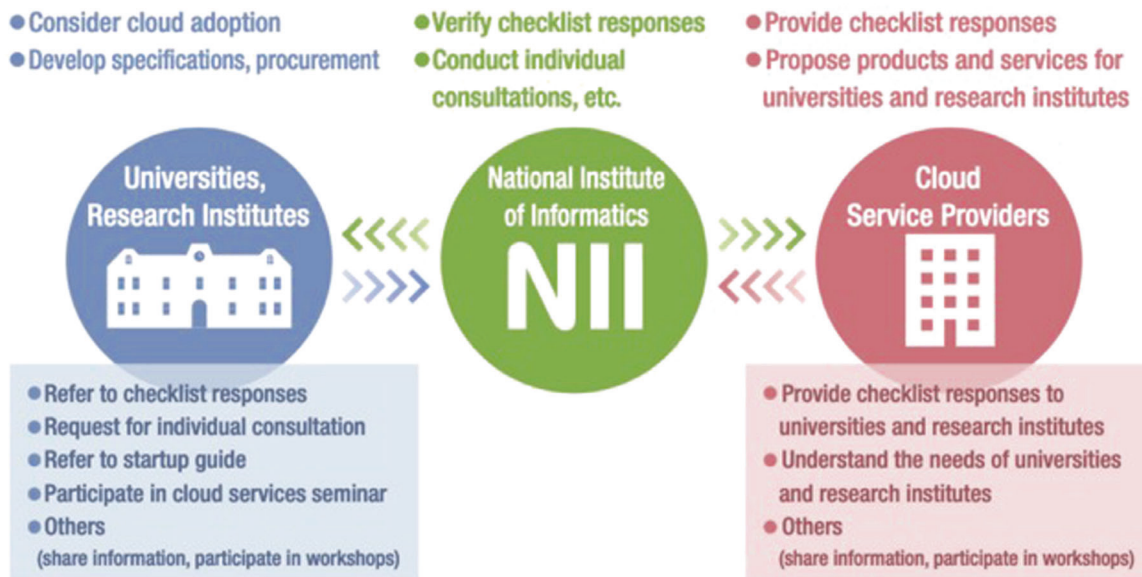 ● Consider cloud adoption
● Develop specifications, procurement
● Verify checklist responses
● Conduct individual
consultations, etc.
● Provide checklist responses
● Propose products and services for
universities and research institutes
Universities,
Research Institutes
National Institute
of Informatics
NII
Cloud
Service Providers
● Refer to checklist responses
● Request for individual consultation
● Refer to startup guide
● Participate in cloud services seminar
● Others
(share information, participate in workshops)
● Provide checklist responses to
universities and research institutes
● Understand the needs of universities
and research institutes
● Others
(share information, participate in workshops)